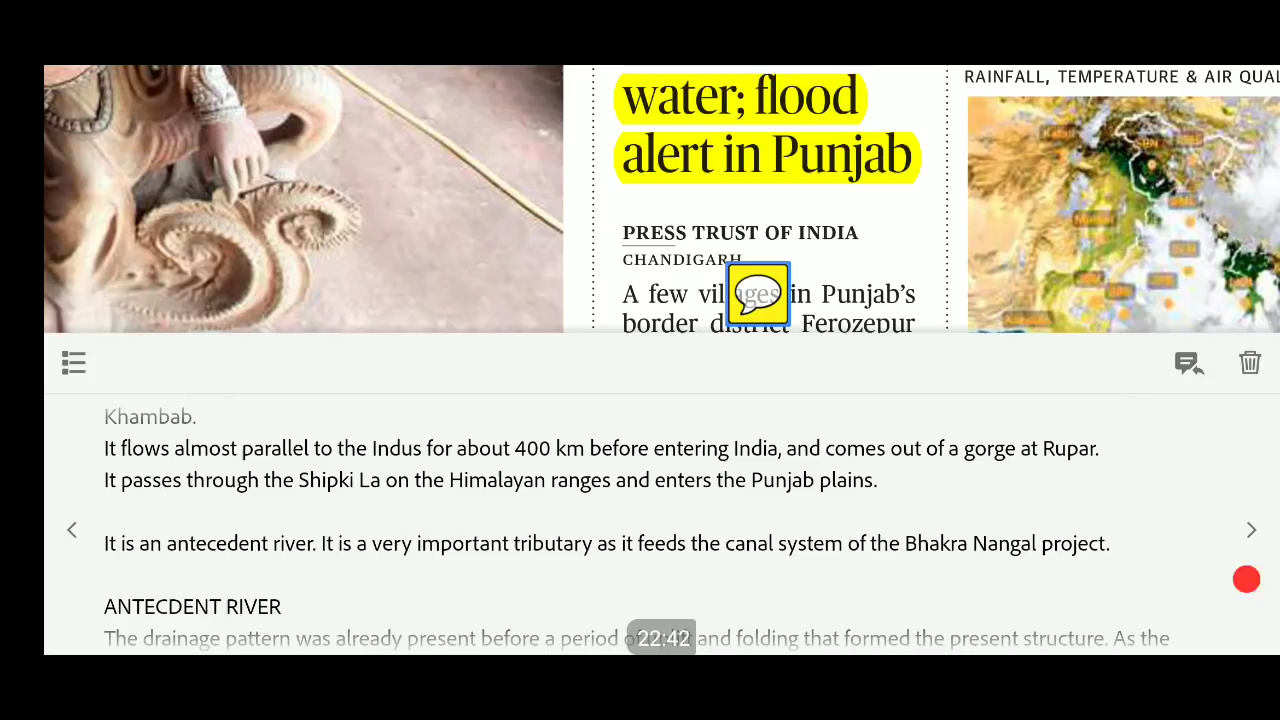 water; flood
alert in Punjab
PRESS TRUST OF INDIA
CHANDIGARH
A few villages in Punjab's
border district Ferozepur
RAINFALL, TEMPERATURE & AIR QUAL
Khambab.
It flows almost parallel to the Indus for about 400 km before entering India, and comes out of a gorge at Rupar.
It passes through the Shipki La on the Himalayan ranges and enters the Punjab plains.
It is an antecedent river. It is a very important tributary as it feeds the canal system of the Bhakra Nangal project.
ANTECDENT RIVER
The drainage pattern was already present before a period of and folding that formed the present structure. As the
22:42